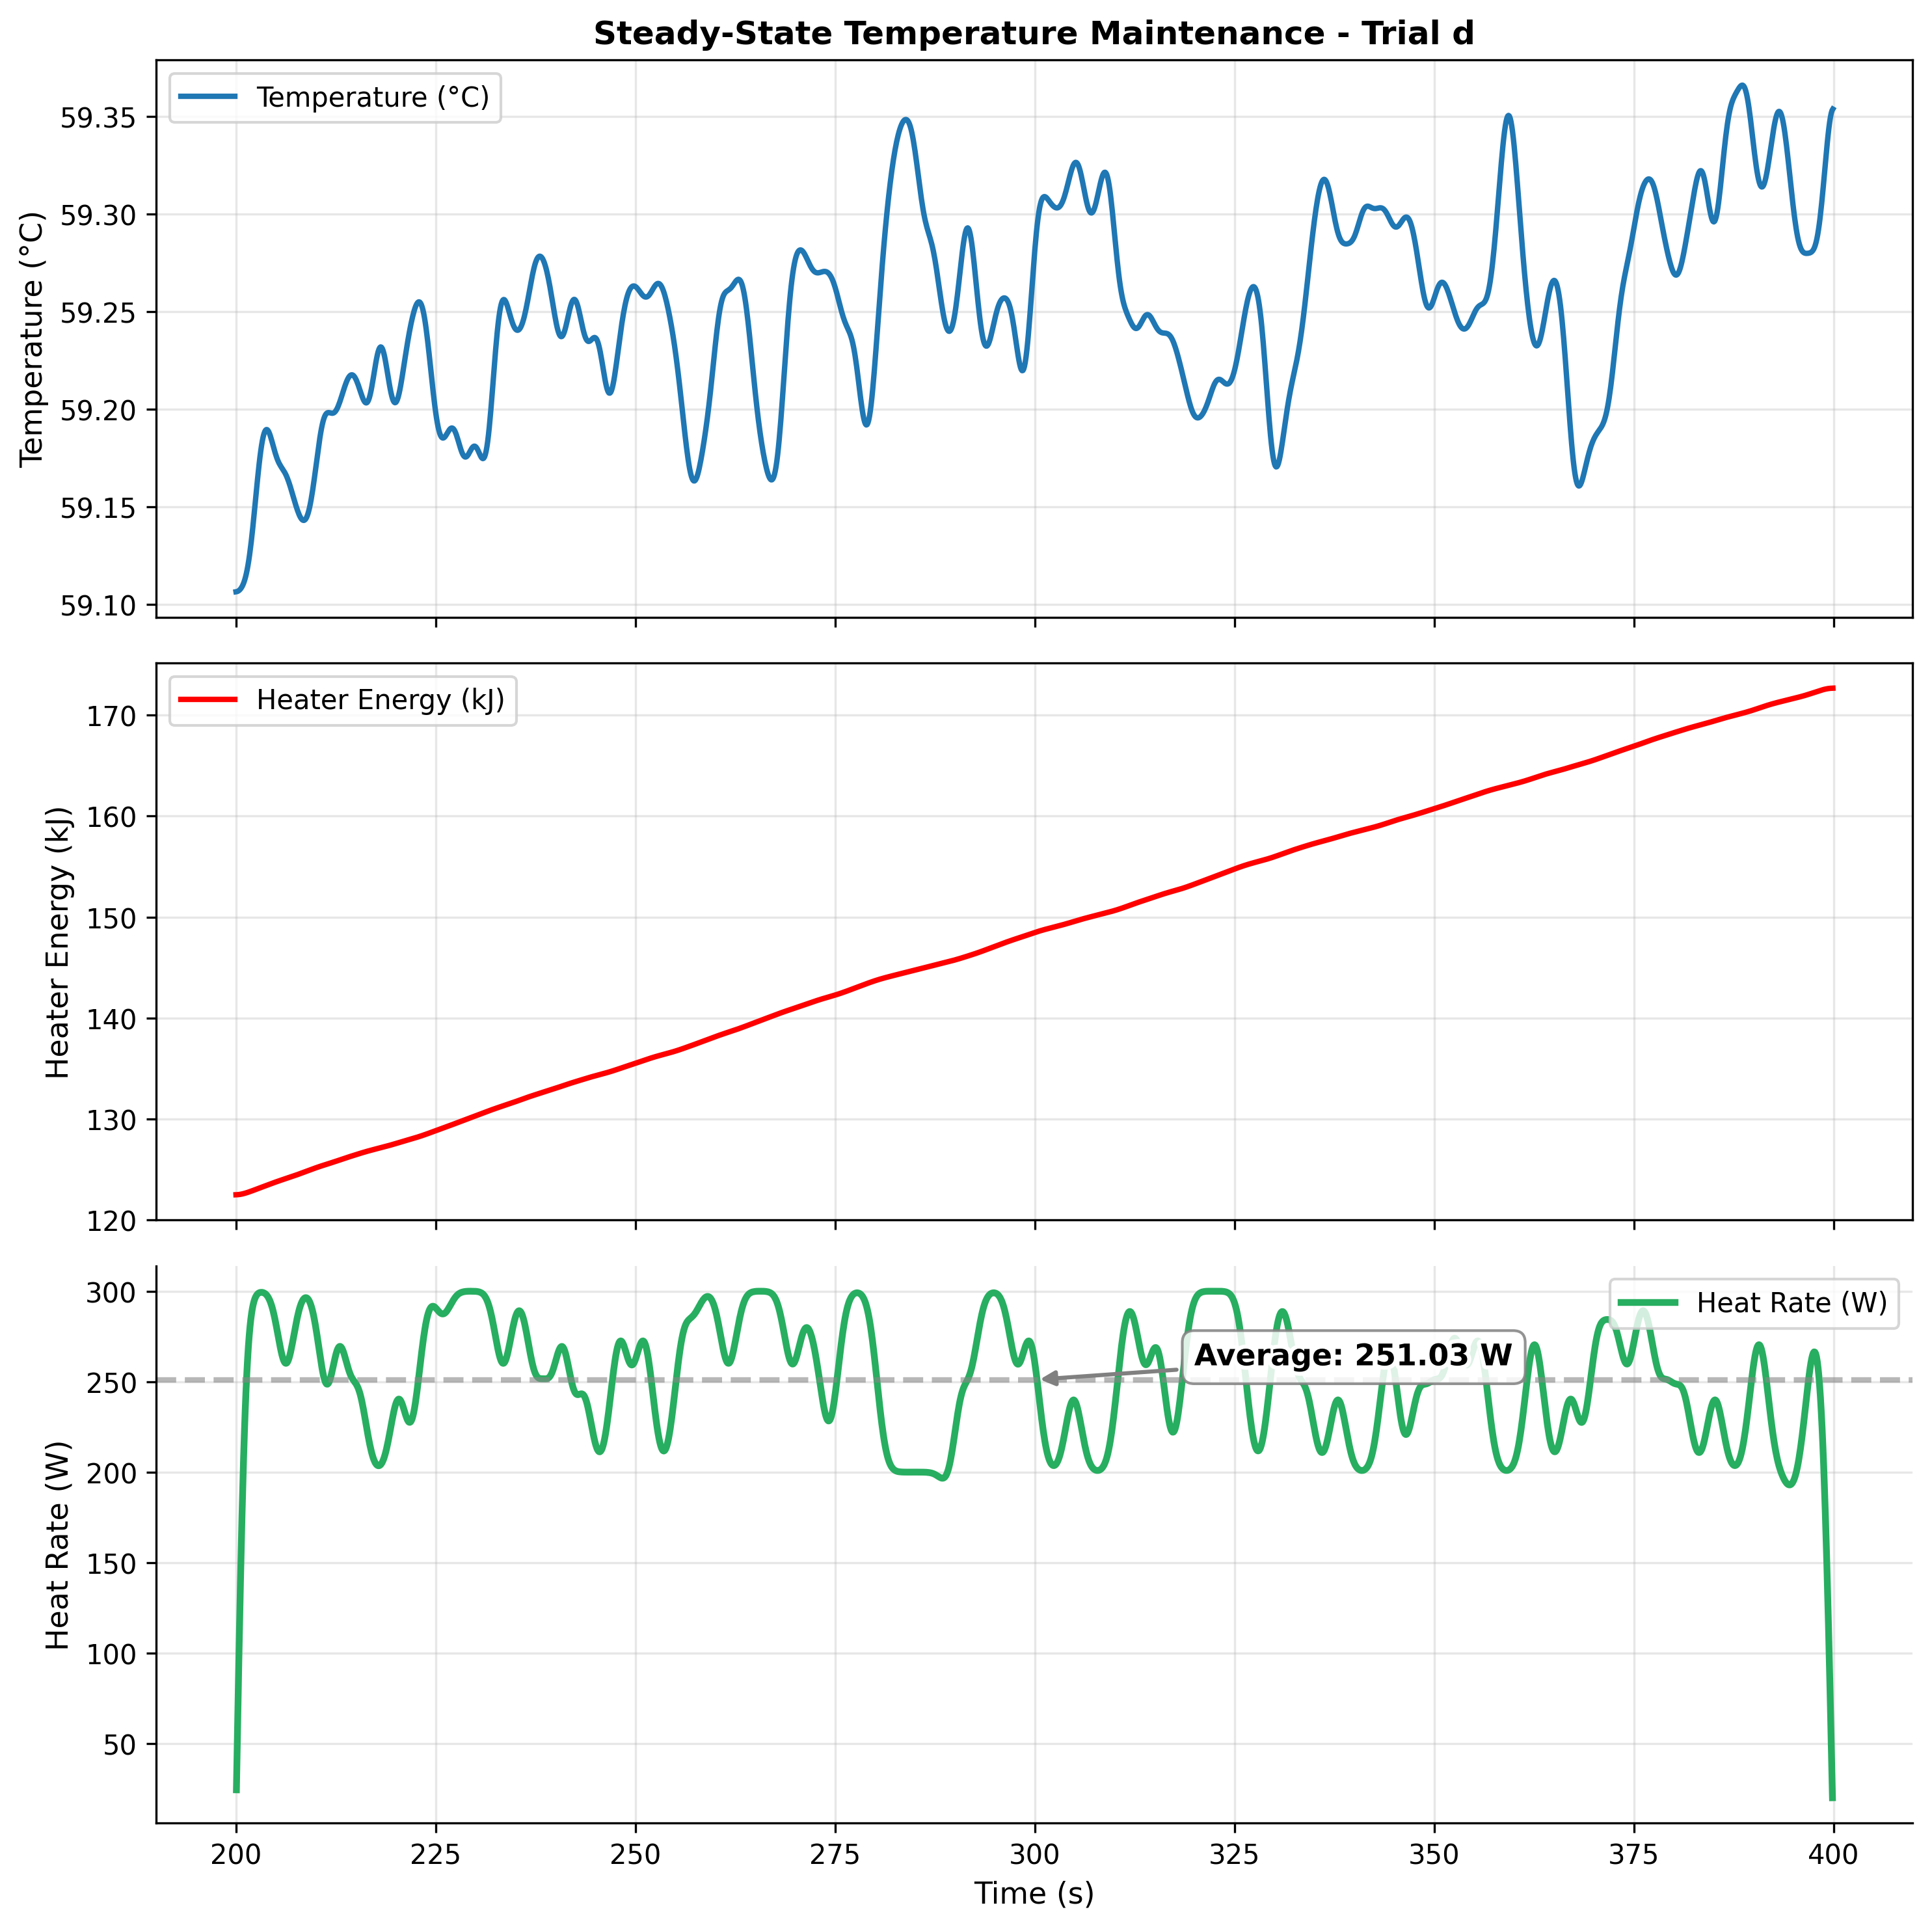 Steady-State Temperature Maintenance - Trial d
Temperature (°C)
Temperature (°C)
59.35
59.30
59.25
59.20
59.15
59.10
Heater Energy (kJ)
Heater Energy (kJ)
170
160
150
140
130
120
Heat Rate (W)
Average: 251.03 W
Heat Rate (W)
300
250
200
150
100
50
200 225 250 275 300 325 350 375 400
Time (s)